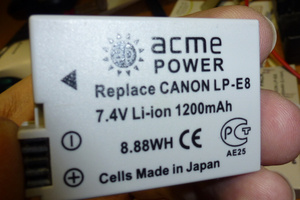 acme
POWER
Replace CANON LP-E8
7.4V Li-ion 1200mAh
8.88WH CE
AE25
Cells Made in Japan